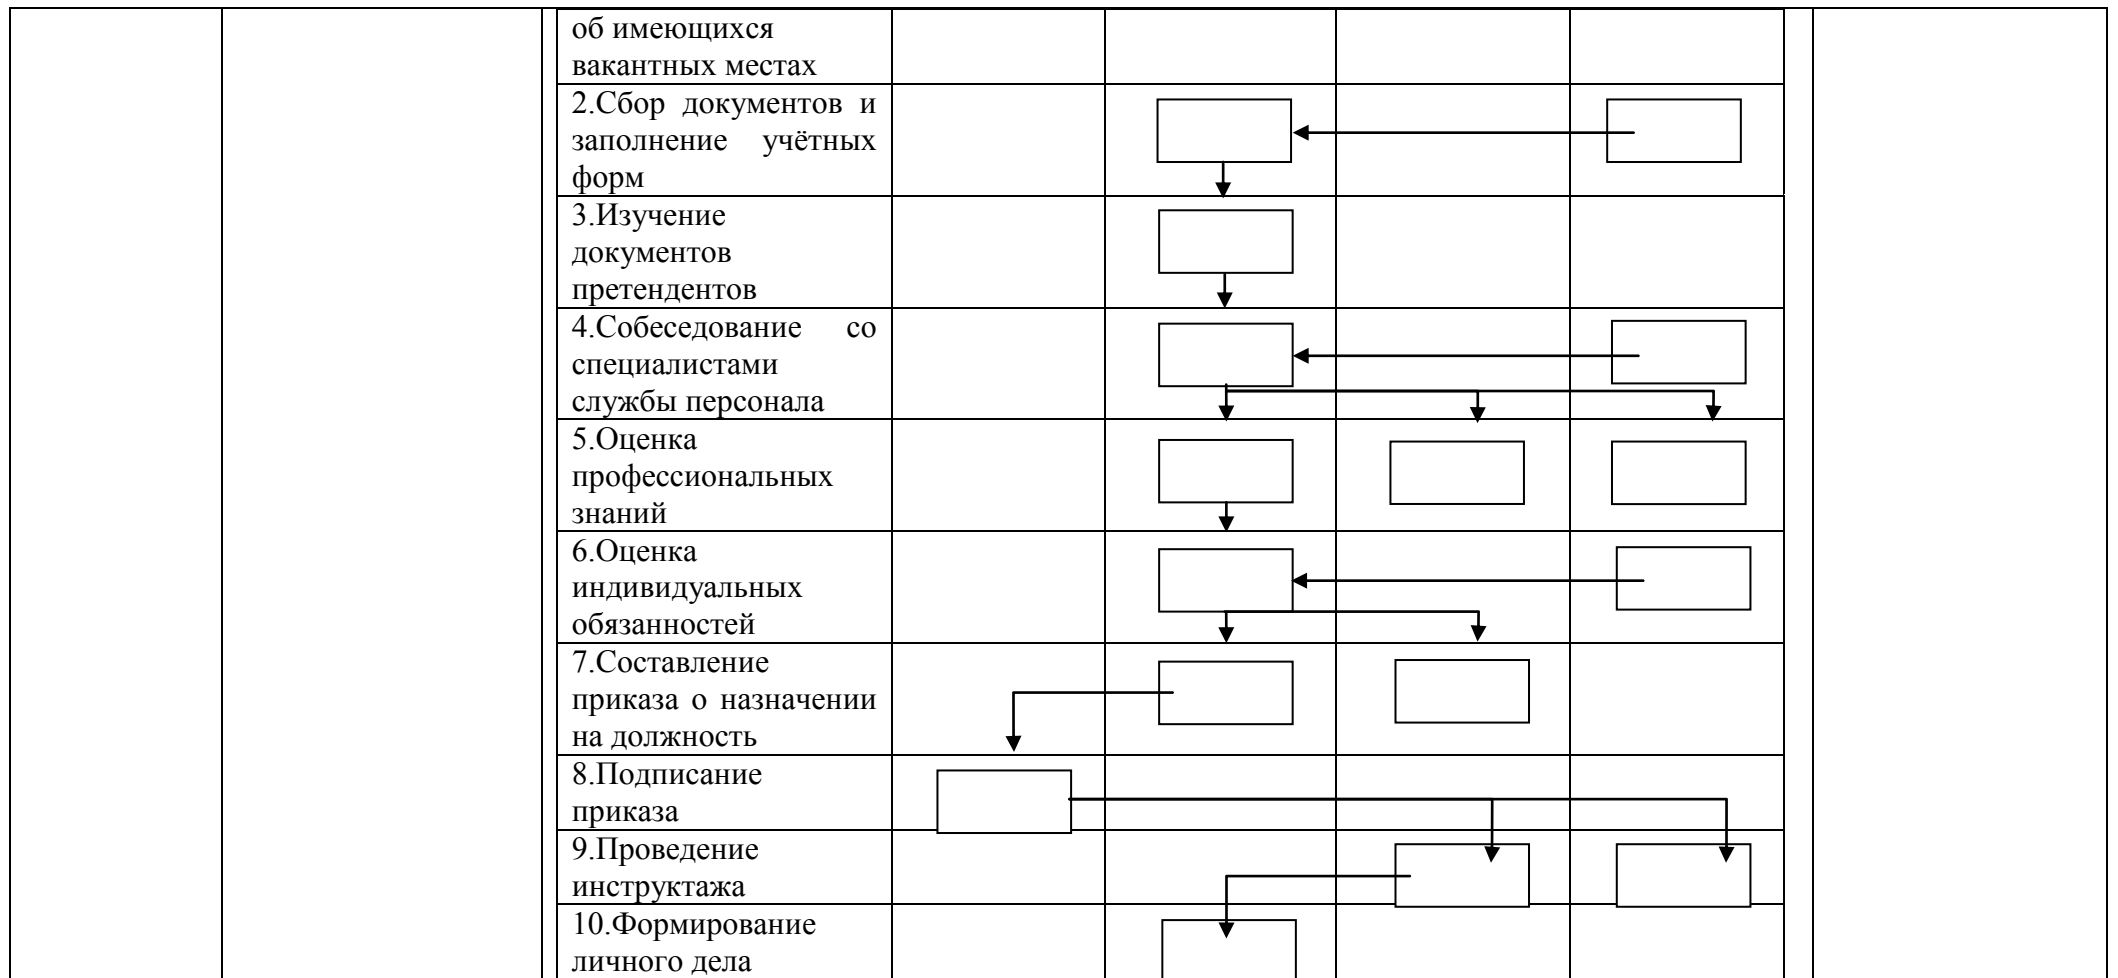 об имеющихся
вакантных местах
2.Сбор документов и
заполнение учётных
форм
3.Изучение
документов
претендентов
4.Собеседование со
специалистами
службы персонала
5.Оценка
профессиональных
знаний
6.Оценка
индивидуальных
обязанностей
7.Составление
приказа о назначении
на должность
8.Подписание
приказа
9.Проведение
инструктажа
10.Формирование
личного дела